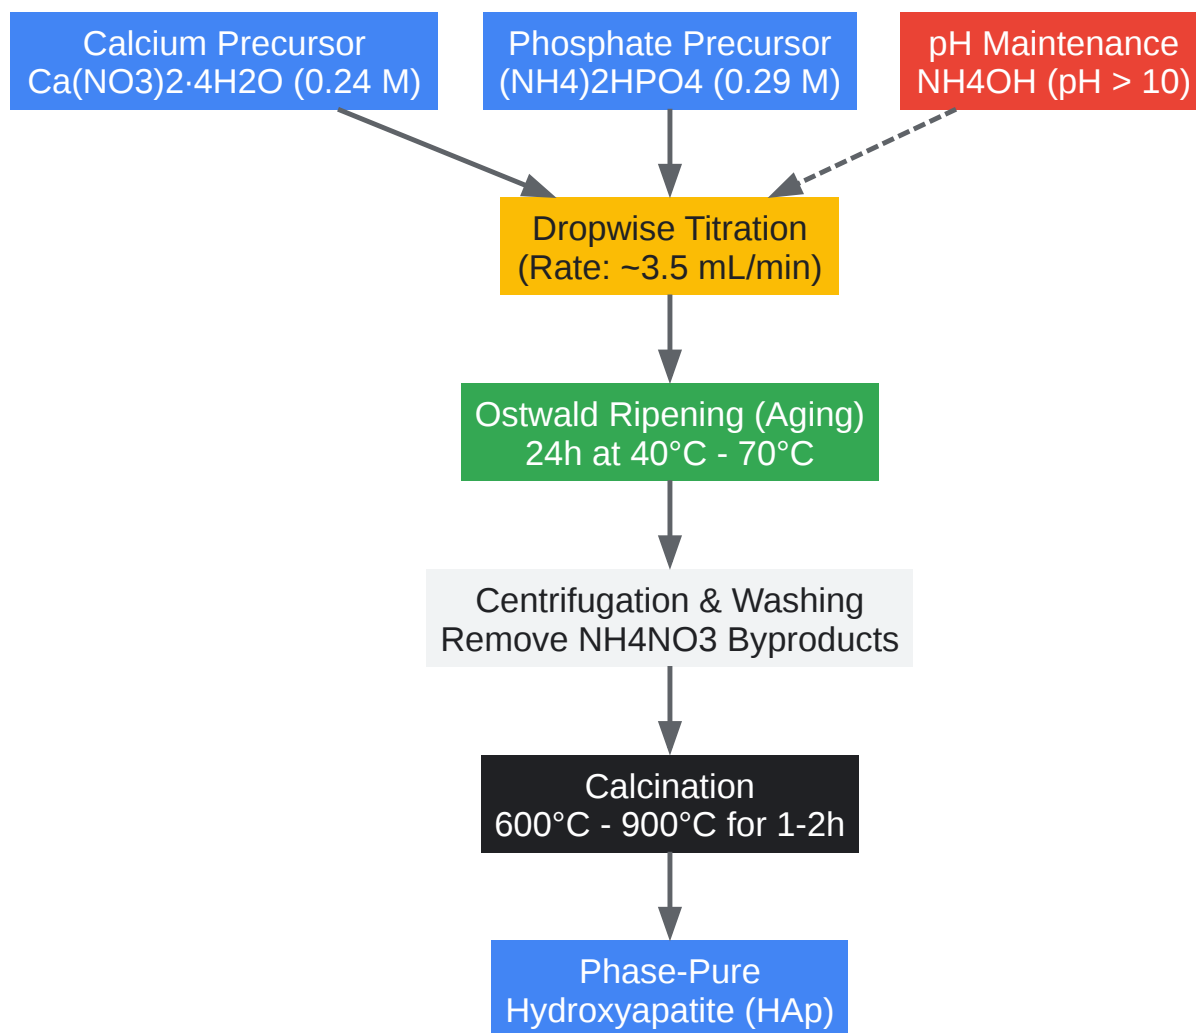 Calcium Precursor
Ca(NO3)2·4H2O (0.24 M)
Phosphate Precursor
(NH4)2HPO4 (0.29 M)
pH Maintenance
NH4OH (pH > 10)
Dropwise Titration
(Rate: ~3.5 mL/min)
Ostwald Ripening (Aging)
24h at 40°C - 70°C
Centrifugation & Washing
Remove NH4NO3 Byproducts
Calcination
600°C - 900°C for 1-2h
Phase-Pure
Hydroxyapatite (HAp)